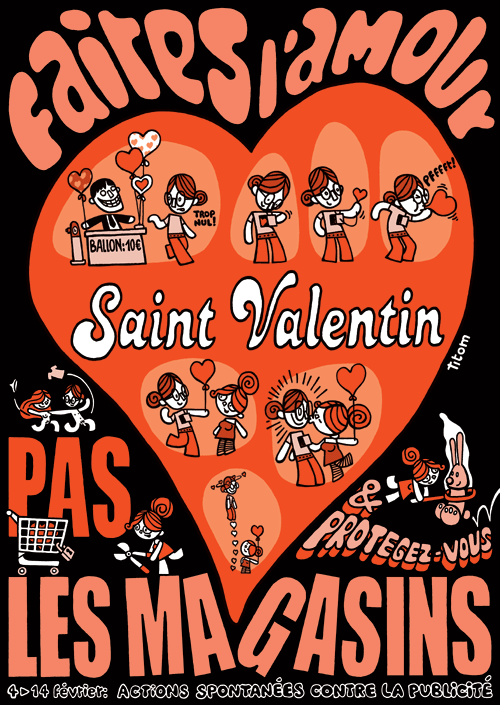 faites l'amour
TROP
NUL!
BALLON:10€
PFFFET!
Saint Valentin
Titom
PAS
&
PROTEGEZ-VOUS
LES MAGASINS
4>14 février: ACTIONS SPONTANÉES CONTRE LA PUBLICITÉ